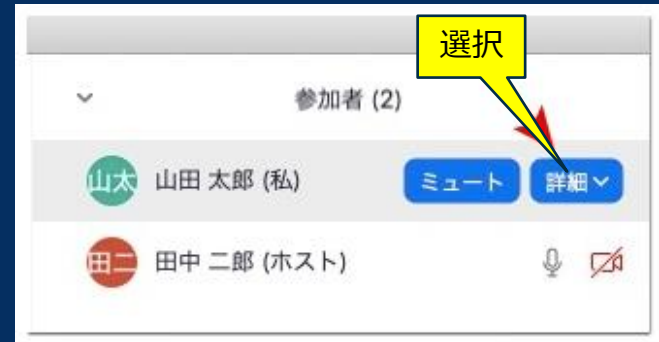 選択
参加者 (2)
山太 山田 太郎 (私) ミュート 詳細
田二 田中 二郎 (ホスト)